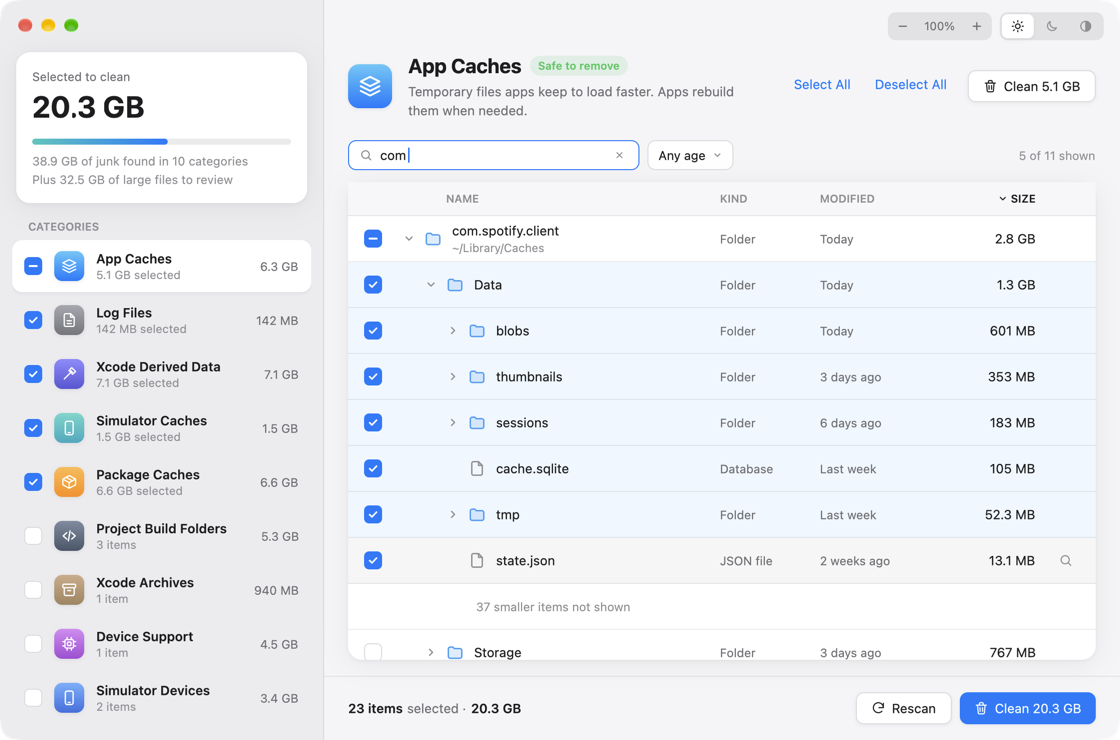 Selected to clean
20.3 GB
38.9 GB of junk found in 10 categories
Plus 32.5 GB of large files to review
CATEGORIES
App Caches
5.1 GB selected
6.3 GB
Log Files
142 MB selected
142 MB
Xcode Derived Data
7.1 GB selected
7.1 GB
Simulator Caches
1.5 GB selected
1.5 GB
Package Caches
6.6 GB selected
6.6 GB
Project Build Folders
3 items
5.3 GB
Xcode Archives
1 item
940 MB
Device Support
1 item
4.5 GB
Simulator Devices
2 items
3.4 GB
− 100% +
App Caches Safe to remove
Temporary files apps keep to load faster. Apps rebuild
them when needed.
Select All Deselect All Clean 5.1 GB
com Any age 5 of 11 shown
NAME KIND MODIFIED SIZE
com.spotify.client
~/Library/Caches
Folder Today 2.8 GB
Data Folder Today 1.3 GB
blobs Folder Today 601 MB
thumbnails Folder 3 days ago 353 MB
sessions Folder 6 days ago 183 MB
cache.sqlite Database Last week 105 MB
tmp Folder Last week 52.3 MB
state.json JSON file 2 weeks ago 13.1 MB
37 smaller items not shown
Storage Folder 3 days ago 767 MB
23 items selected · 20.3 GB Rescan Clean 20.3 GB